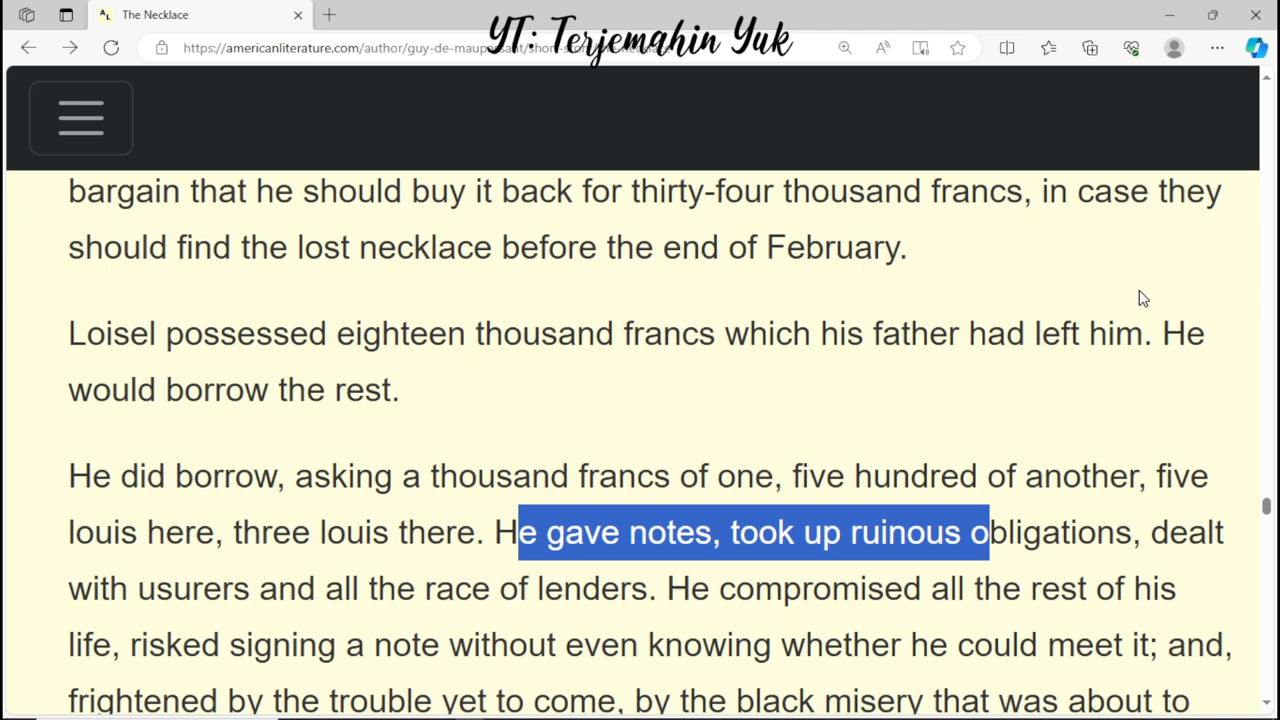 The Necklace
YT: Terjemahin Yuk
https://americanliterature.com/author/guy-de-maupassant/short-story/the-necklace
bargain that he should buy it back for thirty-four thousand francs, in case they
should find the lost necklace before the end of February.
Loisel possessed eighteen thousand francs which his father had left him. He
would borrow the rest.
He did borrow, asking a thousand francs of one, five hundred of another, five
louis here, three louis there. He gave notes, took up ruinous obligations, dealt
with usurers and all the race of lenders. He compromised all the rest of his
life, risked signing a note without even knowing whether he could meet it; and,
frightened by the trouble yet to come, by the black misery that was about to